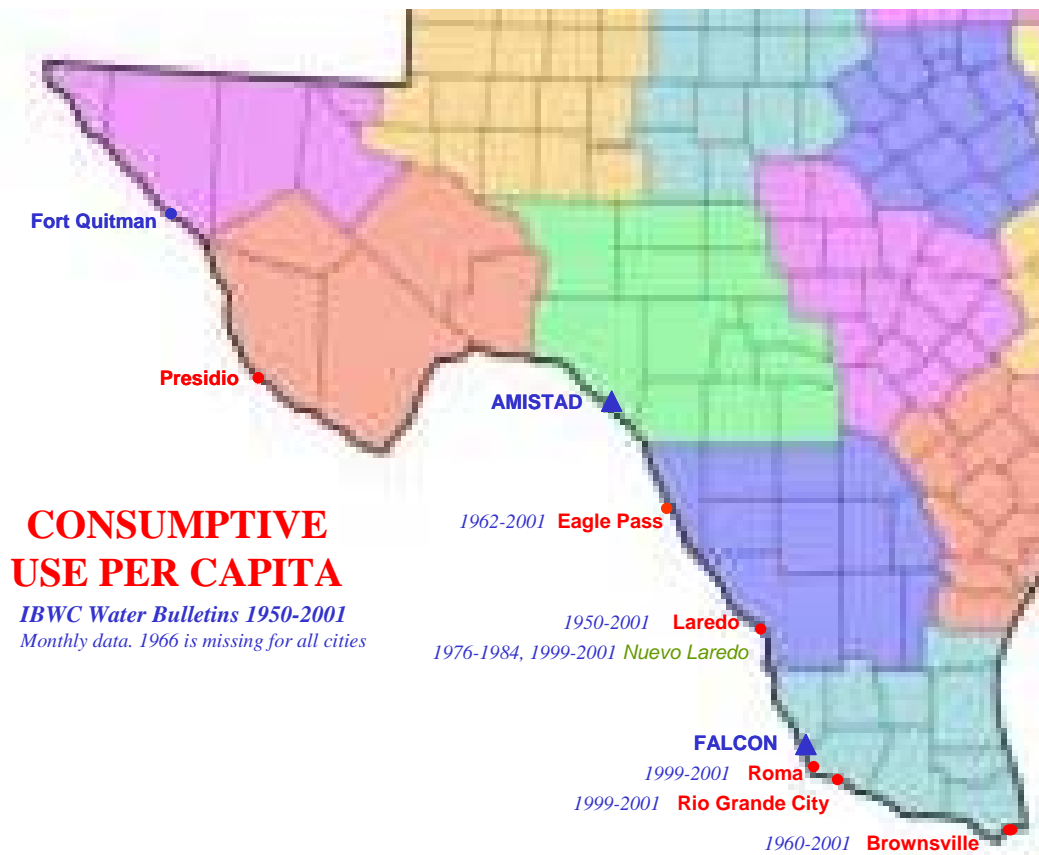 Fort Quitman
Presidio
AMISTAD
CONSUMPTIVE
USE PER CAPITA
IBWC Water Bulletins 1950-2001
Monthly data. 1966 is missing for all cities
1962-2001 Eagle Pass
1950-2001 Laredo
1976-1984, 1999-2001 Nuevo Laredo
FALCON
1999-2001 Roma
1999-2001 Rio Grande City
1960-2001 Brownsville